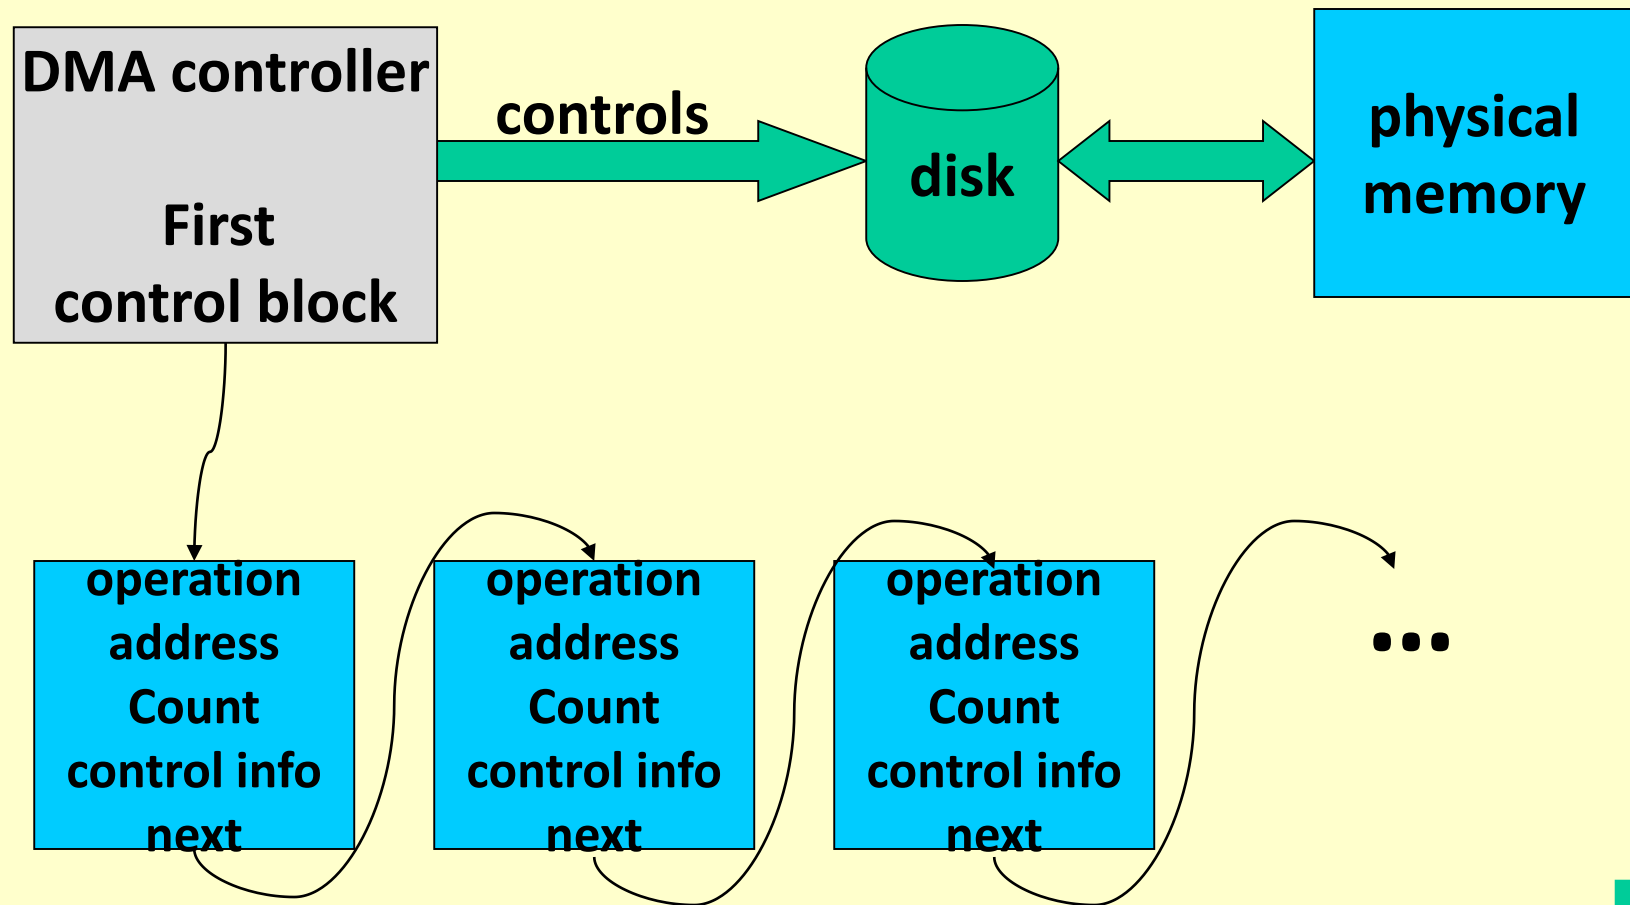 DMA controller
First
control block
controls
disk
physical
memory
operation
address
Count
control info
next
operation
address
Count
control info
next
operation
address
Count
control info
next
...